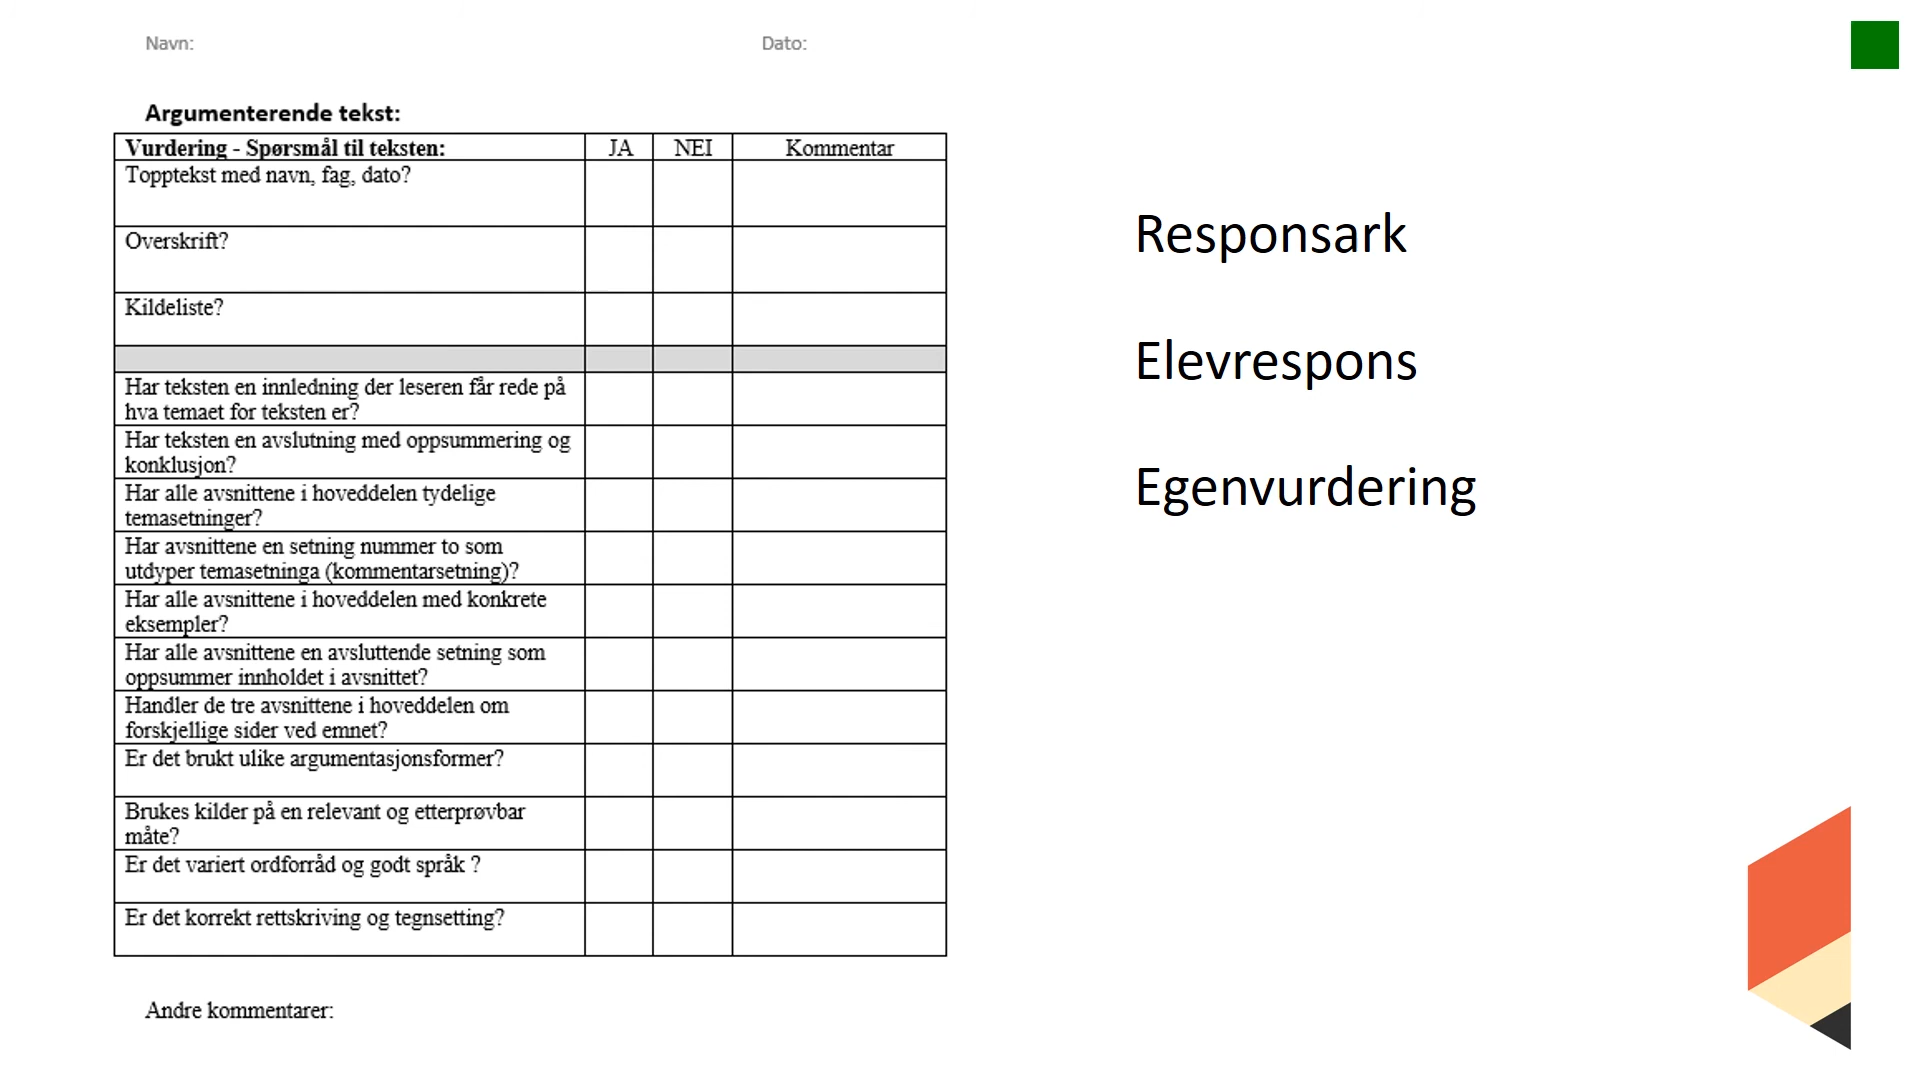 Navn:
Dato:
Argumenterende tekst:
Vurdering - Spørsmål til teksten:
JA
NEI
Kommentar
Topptekst med navn, fag, dato?
Overskrift?
Kildeliste?
Har teksten en innledning der leseren får rede på
hva temaet for teksten er?
Har teksten en avslutning med oppsummering og
konklusjon?
Har alle avsnittene i hoveddelen tydelige
temasetninger?
Har avsnittene en setning nummer to som
utdyper temasetninga (kommentarsetning)?
Har alle avsnittene i hoveddelen med konkrete
eksempler?
Har alle avsnittene en avsluttende setning som
oppsummer innholdet i avsnittet?
Handler de tre avsnittene i hoveddelen om
forskjellige sider ved emnet?
Er det brukt ulike argumentasjonsformer?
Brukes kilder på en relevant og etterprøvbar
måte?
Er det variert ordforråd og godt språk ?
Er det korrekt rettskriving og tegnsetting?
Andre kommentarer:
Responsark
Elevrespons
Egenvurdering